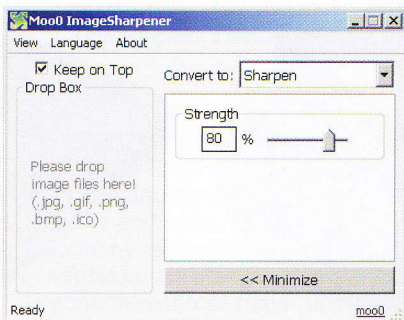 Moo0 ImageSharpener
View Language About
Keep on Top
Convert to: Sharpen
Drop Box
Strength
80 %
Please drop
image files here!
(.jpg, .gif, .png,
.bmp, .ico)
<< Minimize
Ready
moo0